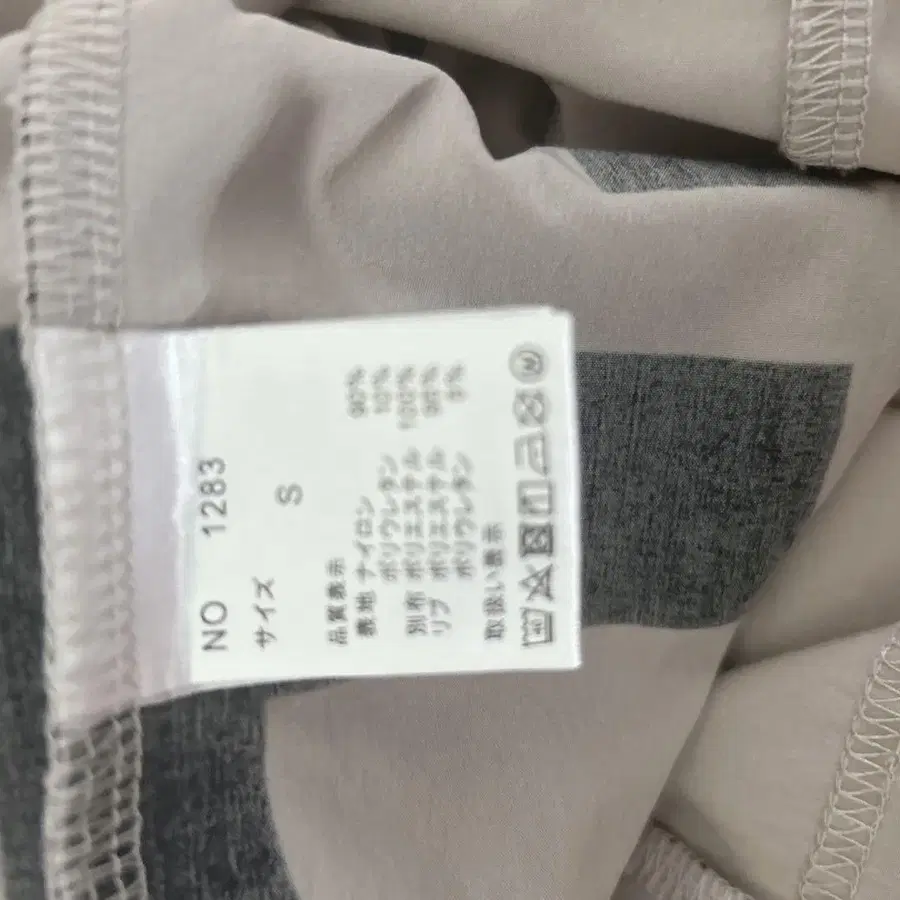 NO 1283
サイズ S
品質表示
表地 ナイロン 90%
ポリウレタン 10%
別布 ポリエステル 100%
リブ ポリエステル 95%
ポリウレタン 5%
取扱い表示